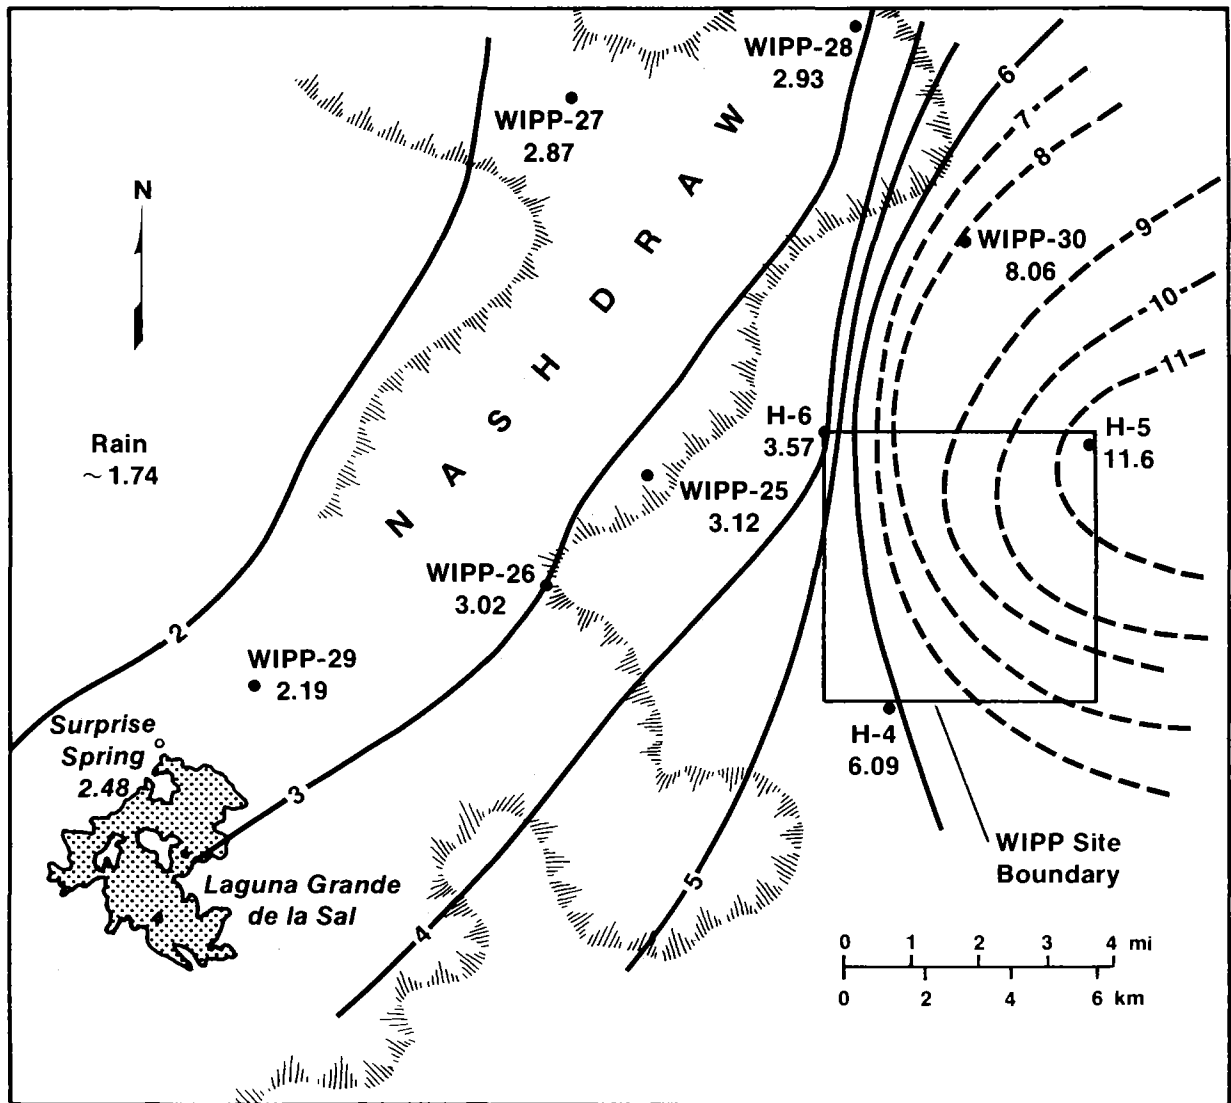 WIPP-28
2.93
6
WIPP-27
2.87
7
8
N
NASH DRAW
9
WIPP-30
8.06
10
11
H-6
3.57
H-5
11.6
Rain
~ 1.74
WIPP-25
3.12
WIPP-26
3.02
2
WIPP-29
2.19
Surprise
Spring
2.48
H-4
6.09
3
WIPP Site
Boundary
Laguna Grande
de la Sal
5
4
0 1 2 3 4 mi
0 2 4 6 km